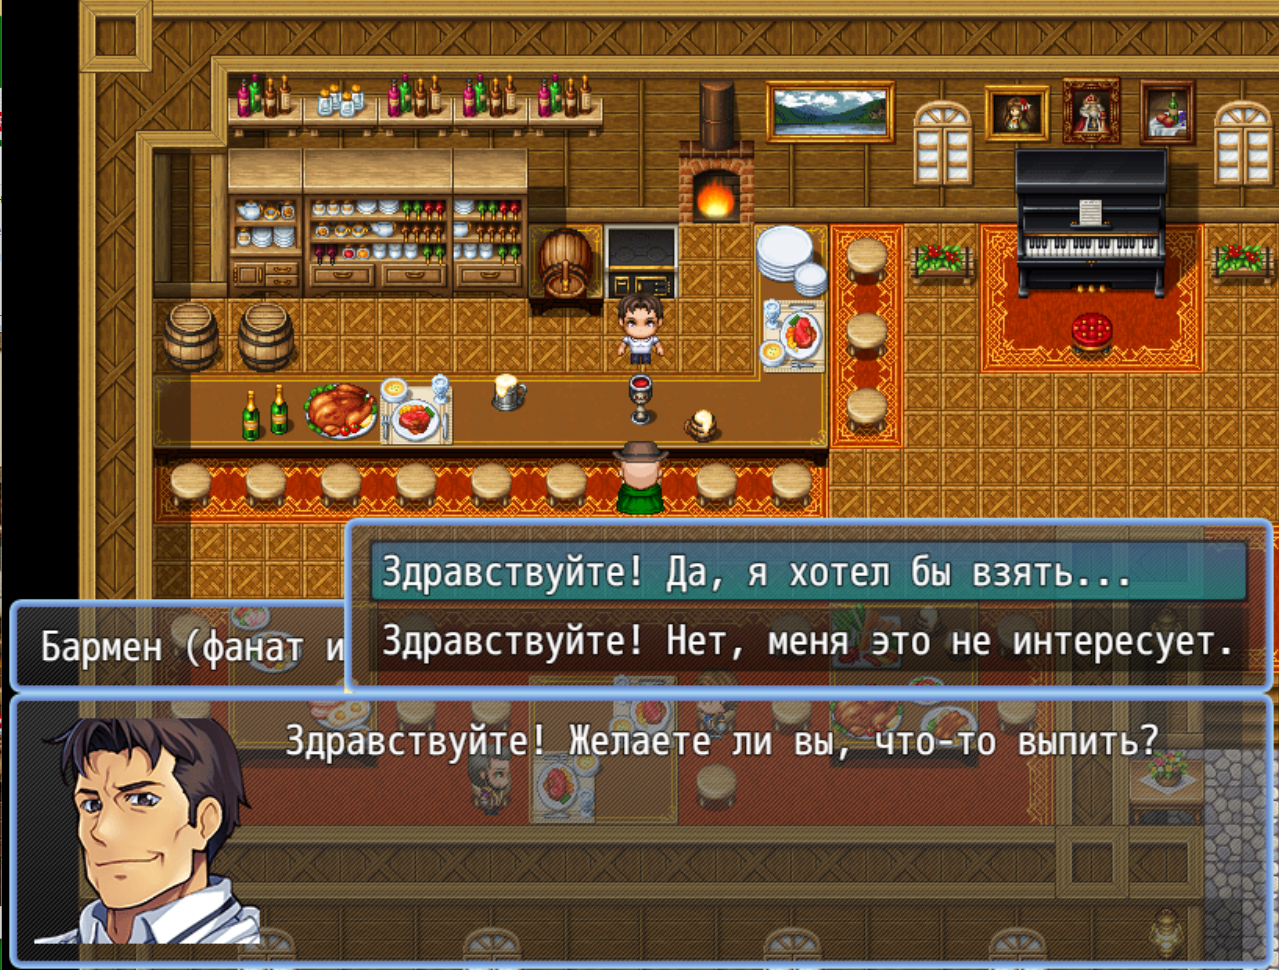 Здравствуйте! Да, я хотел бы взять...
Здравствуйте! Нет, меня это не интересует.
Бармен (фанат и
Здравствуйте! Желаете ли вы, что-то выпить?